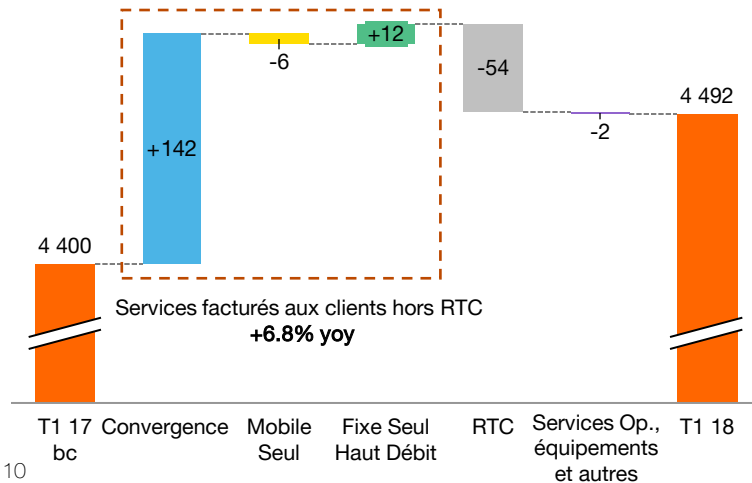 +12
-6
-54
4 492
-2
+142
4 400
Services facturés aux clients hors RTC
+6.8% yoy
T1 17
bc
Convergence
Mobile
Seul
Fixe Seul
Haut Débit
RTC
Services Op.,
équipements
et autres
T1 18
10